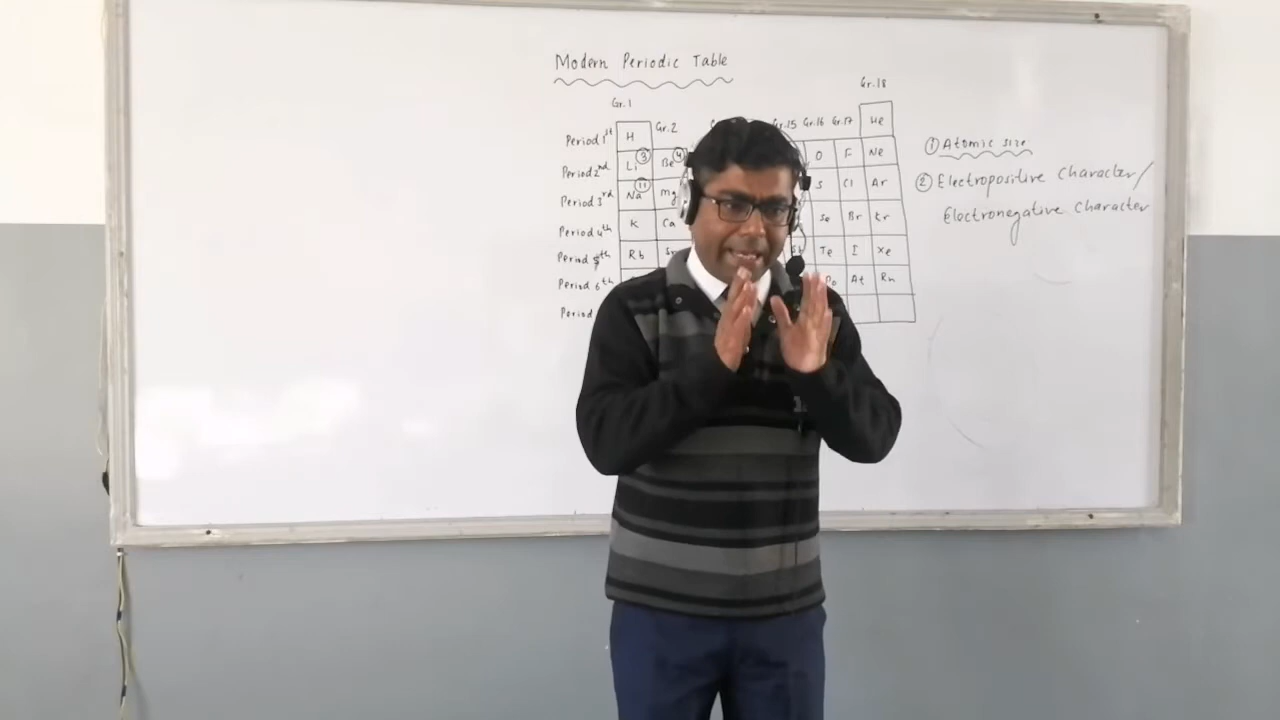 Modern Periodic Table
Gr.18
Gr.1
Gr.2 Gr.15 Gr.16 Gr.17
Period 1st H He
Period 2nd Li 3 Be 4 O F Ne
Period 3rd Na 11 Mg S Cl Ar
Period 4th K Ca Se Br Kr
Period 5th Rb Sr Te I Xe
Period 6th Po At Rn
Period
① Atomic size
② Electropositive Character/
Electronegative Character